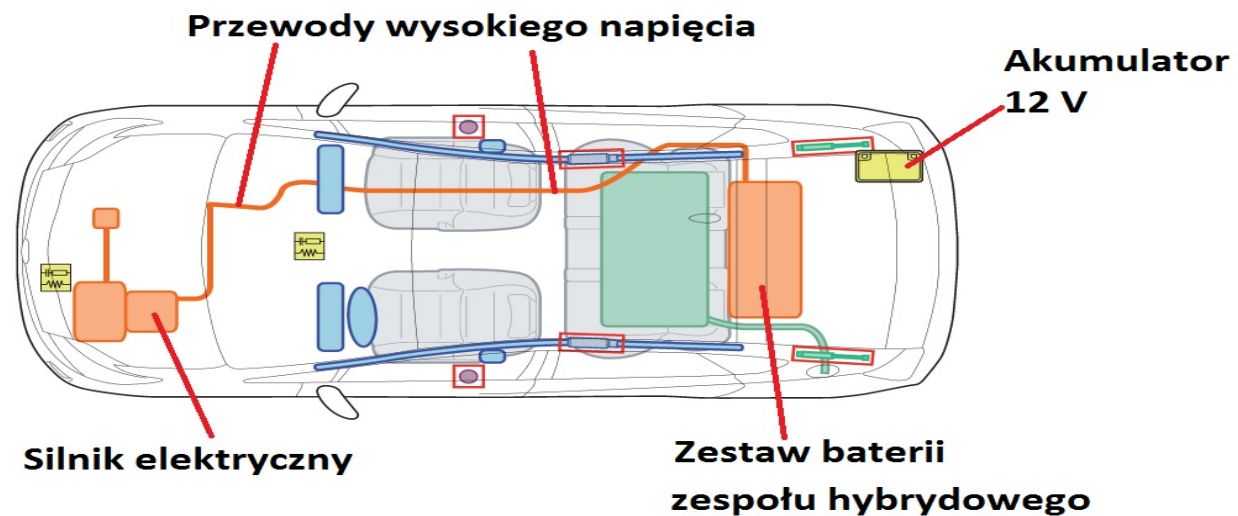 Przewody wysokiego napięcia
Akumulator
12 V
Silnik elektryczny
Zestaw baterii
zespołu hybrydowego